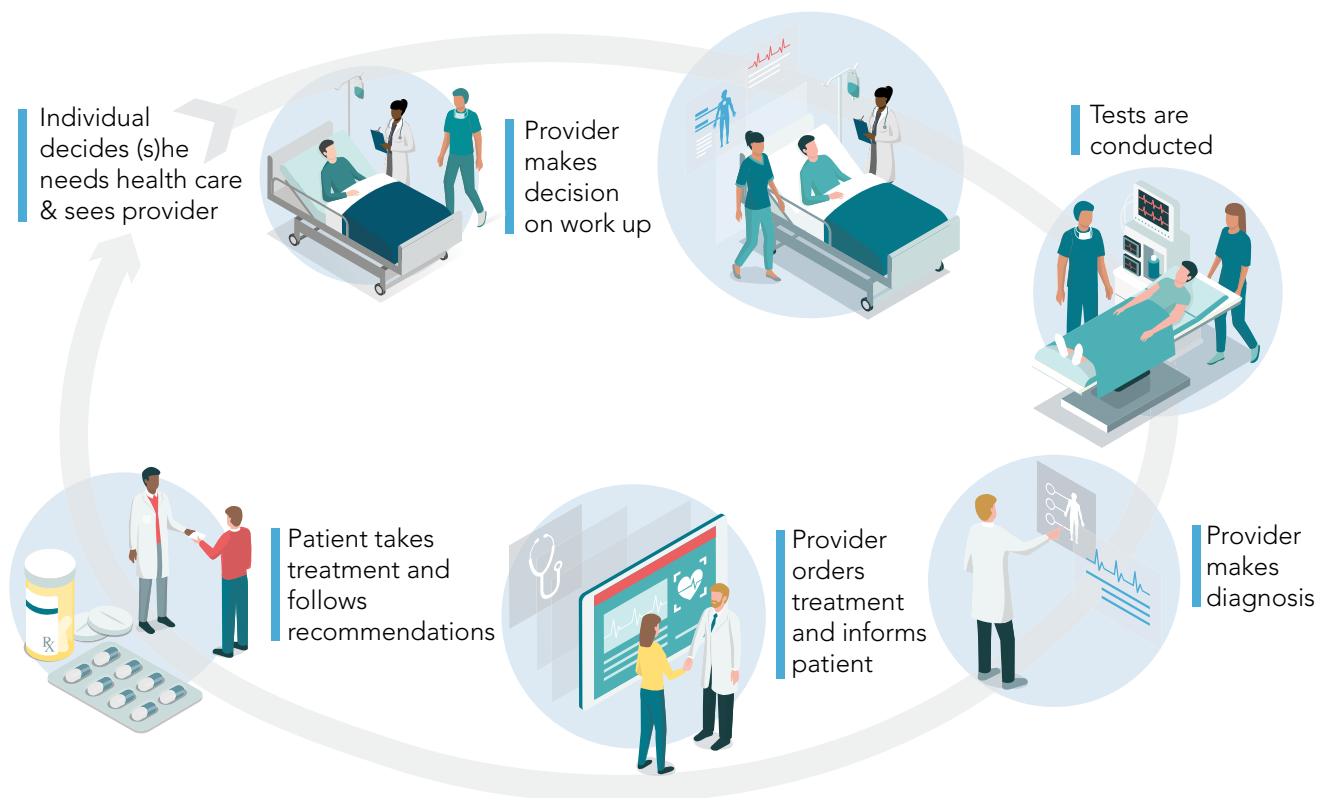 Individual
decides (s)he
needs health care
& sees provider
Provider
makes
decision
on work up
Tests are
conducted
Provider
makes
diagnosis
Provider
orders
treatment
and informs
patient
Patient takes
treatment and
follows
recommendations
Rx